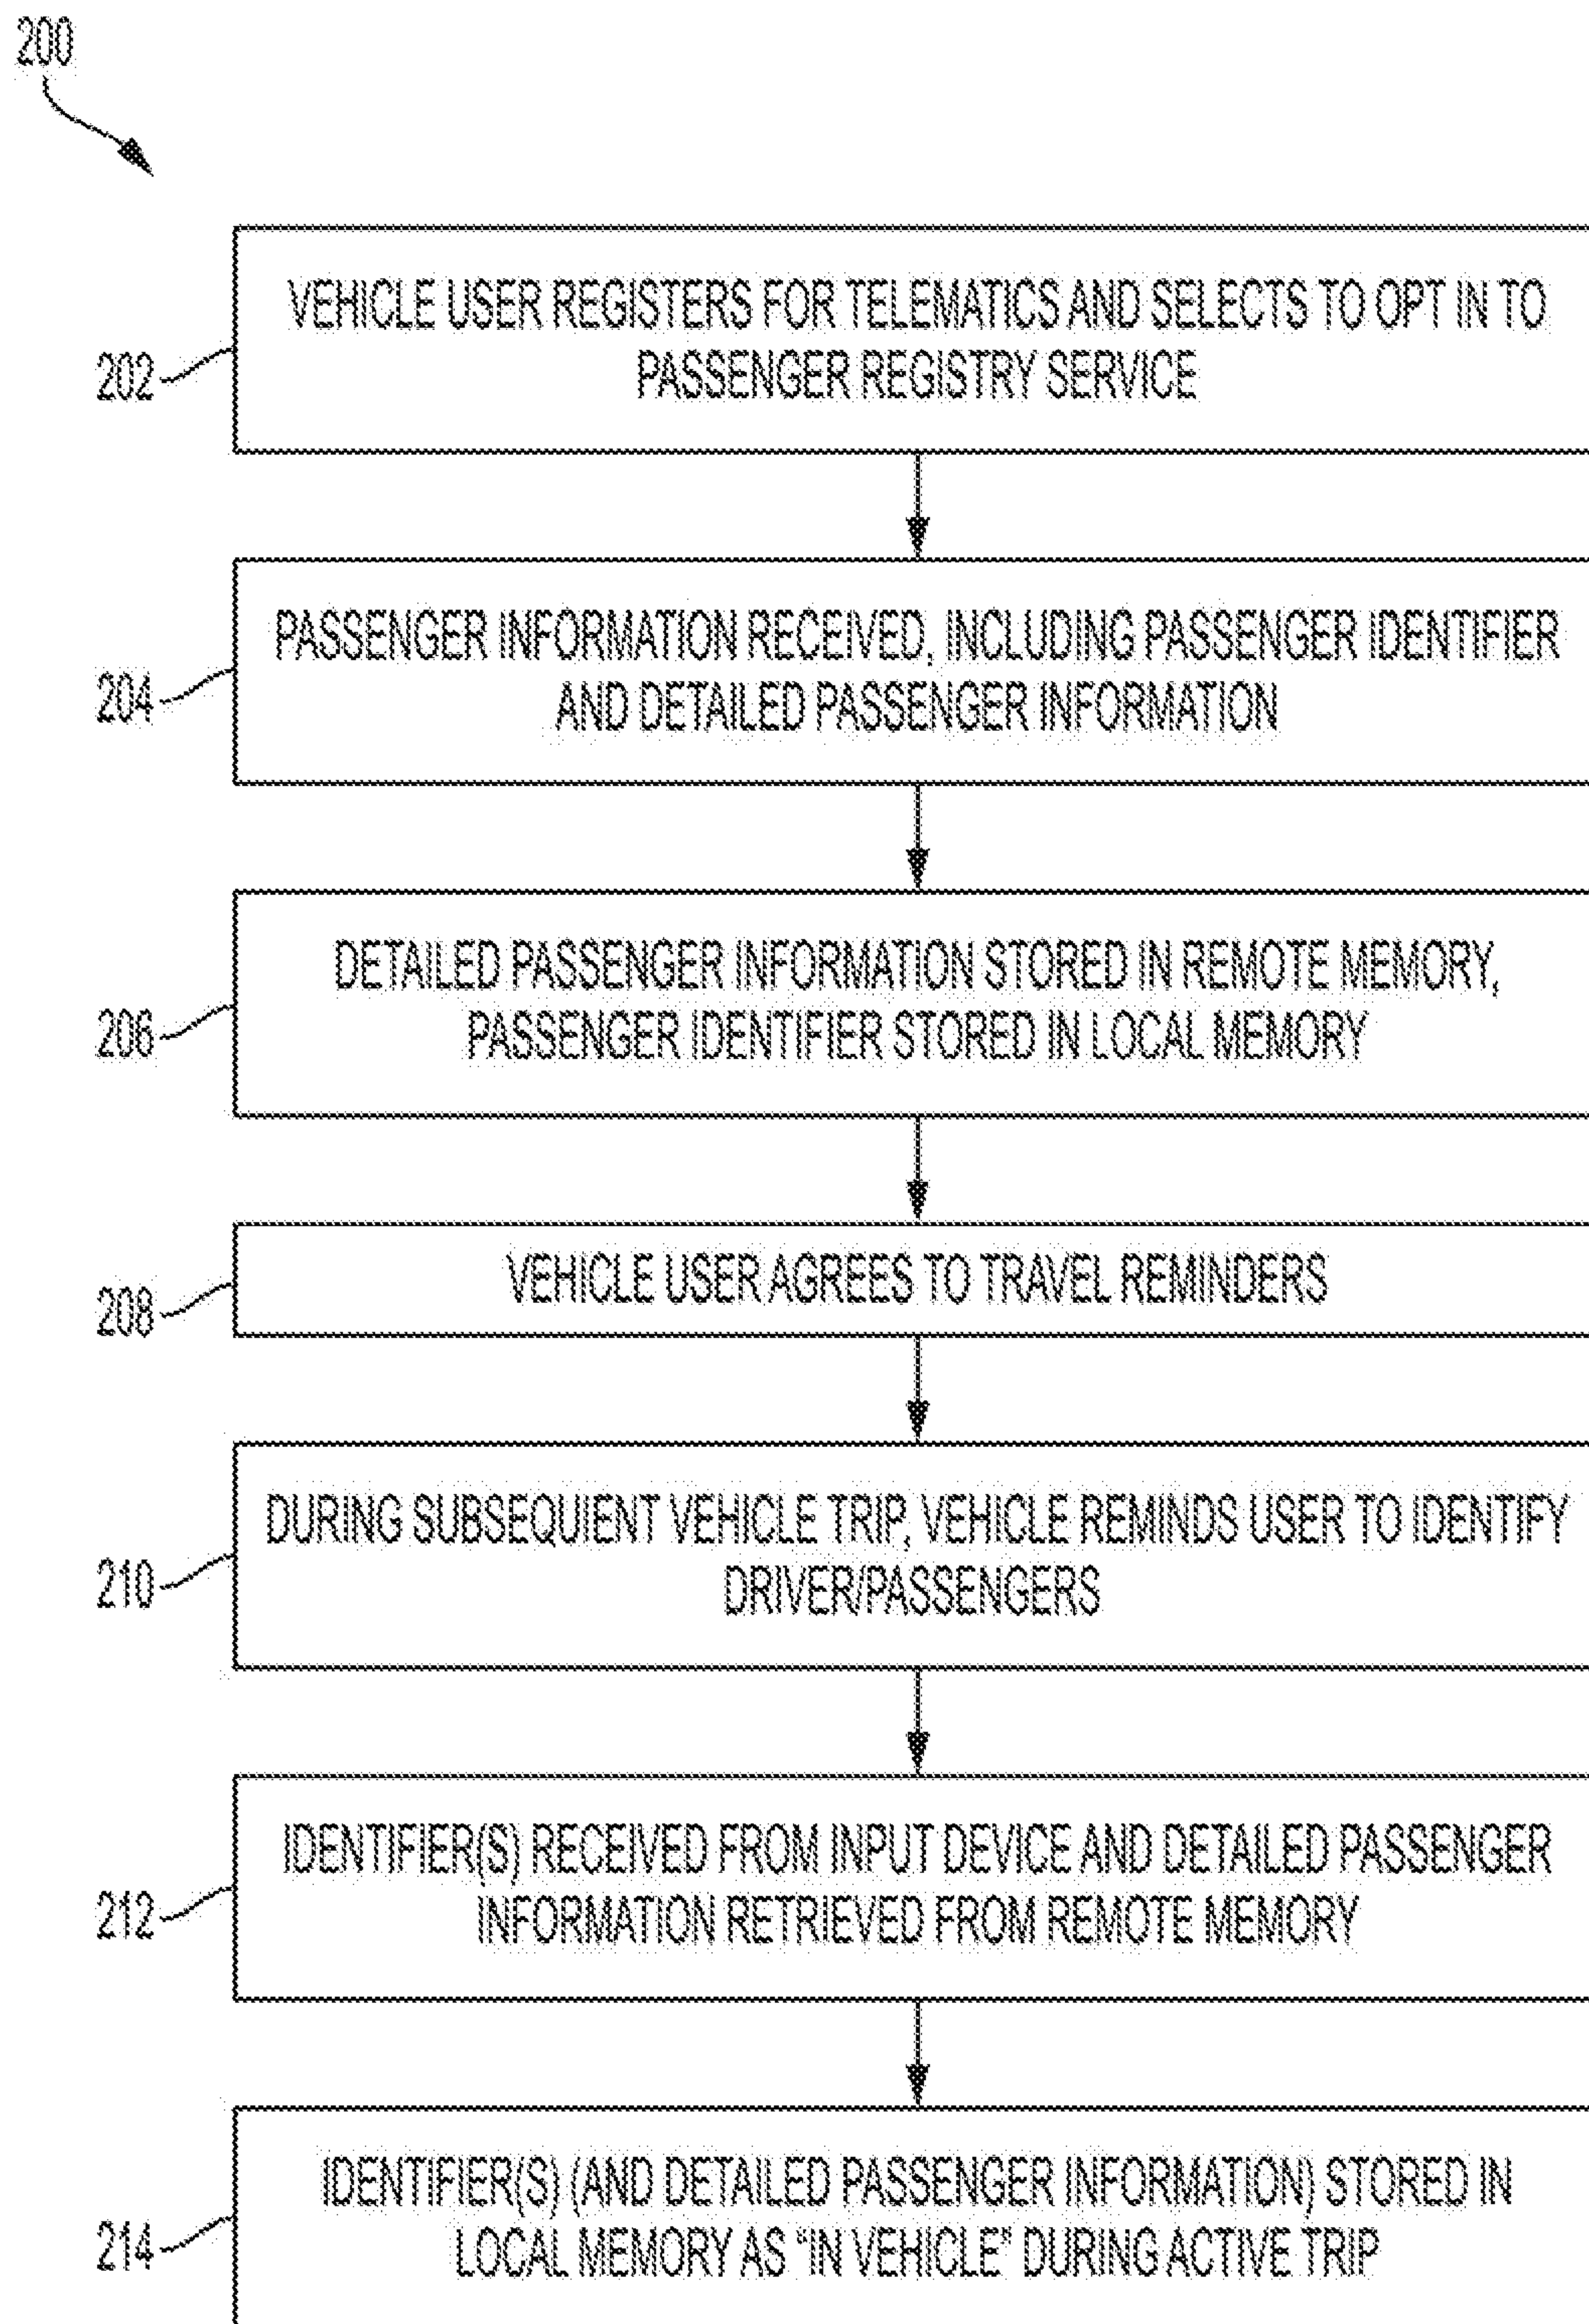 200
VEHICLE USER REGISTERS FOR TELEMATICS AND SELECTS TO OPT IN TO
PASSENGER REGISTRY SERVICE
202
PASSENGER INFORMATION RECEIVED, INCLUDING PASSENGER IDENTIFIER
AND DETAILED PASSENGER INFORMATION
204
DETAILED PASSENGER INFORMATION STORED IN REMOTE MEMORY,
PASSENGER IDENTIFIER STORED IN LOCAL MEMORY
206
VEHICLE USER AGREES TO TRAVEL REMINDERS
208
DURING SUBSEQUIENT VEHICLE TRIP, VEHICLE REMINDS USER TO IDENTIFY
DRIVER/PASSENGERS
210
IDENTIFIER(S) RECEIVED FROM INPUT DEVICE AND DETAILED PASSENGER
INFORMATION RETRIEVED FROM REMOTE MEMORY
212
IDENTIFIER(S) (AND DETAILED PASSENGER INFORMATION) STORED IN
LOCAL MEMORY AS "IN VEHICLE" DURING ACTIVE TRIP
214